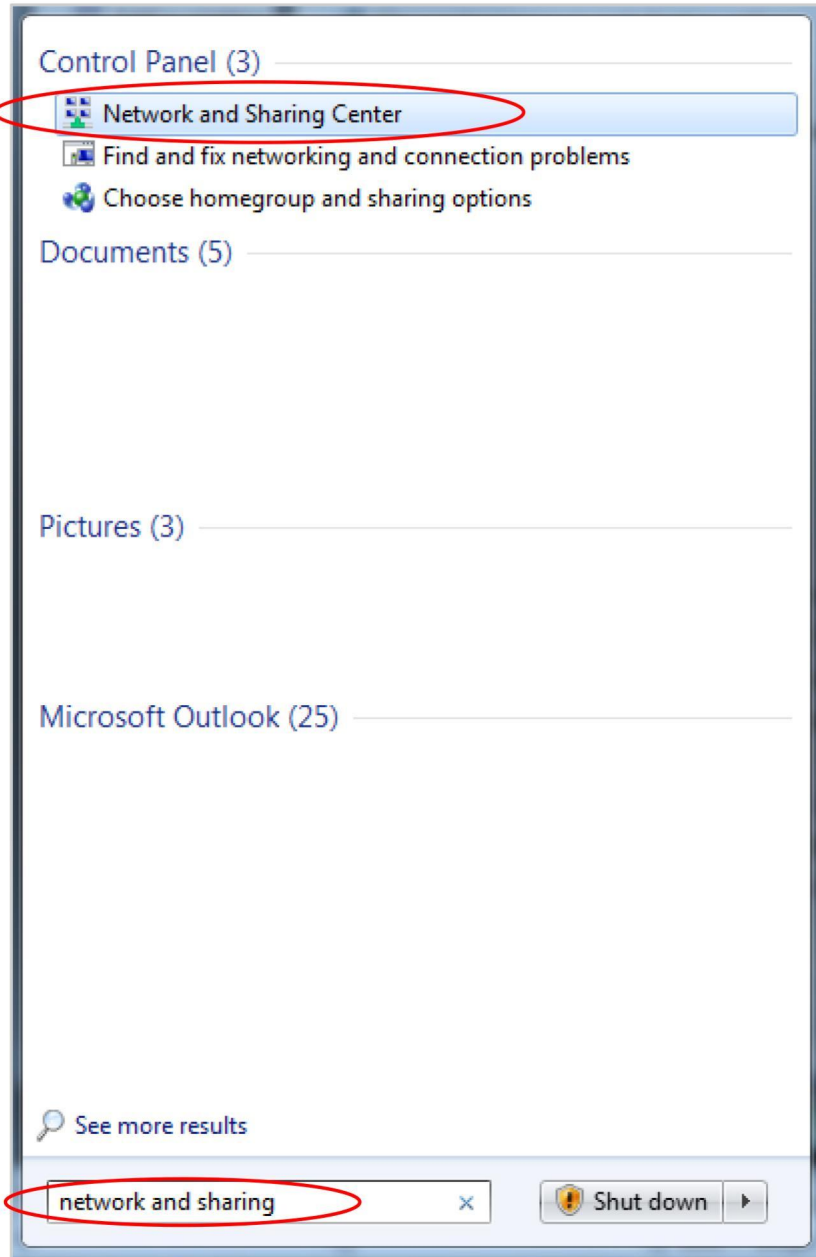 Control Panel (3)
Network and Sharing Center
Find and fix networking and connection problems
Choose homegroup and sharing options
Documents (5)
Pictures (3)
Microsoft Outlook (25)
See more results
network and sharing
Shut down